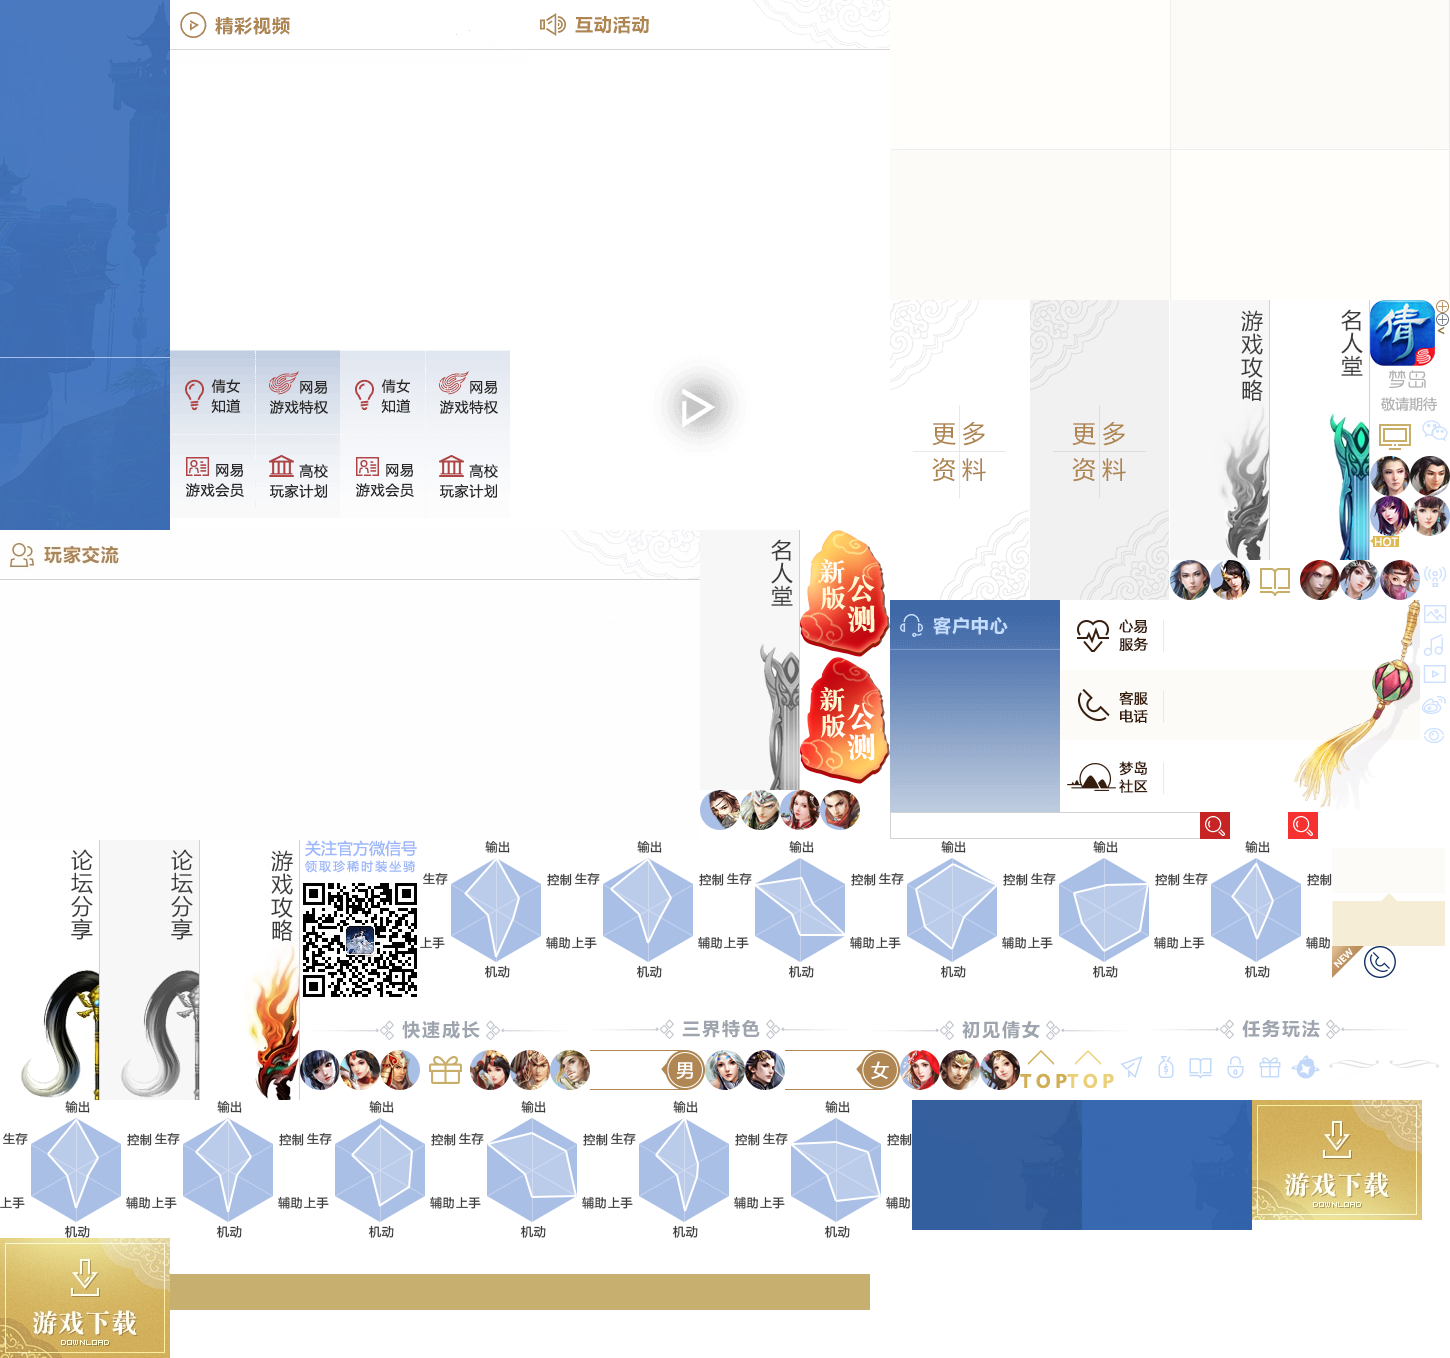 精彩视频
互动活动
倩女
知道
网易
游戏特权
倩女
知道
网易
游戏特权
网易
游戏会员
高校
玩家计划
网易
游戏会员
高校
玩家计划
更多
资料
更多
资料
游戏攻略
名人堂
倩
梦岛
敬请期待
HOT
玩家交流
名人堂
新版
公测
新版
公测
客户中心
心易
服务
客服
电话
梦岛
社区
论坛分享
论坛分享
游戏攻略
关注官方微信号
领取珍稀时装坐骑
输出
生存
控制
上手
辅助
机动
输出
生存
控制
上手
辅助
机动
输出
生存
控制
上手
辅助
机动
输出
生存
控制
上手
辅助
机动
输出
生存
控制
上手
辅助
机动
输出
生存
控制
上手
辅助
机动
NEW
快速成长
三界特色
初见倩女
任务玩法
男
女
TOP
TOP
输出
生存
控制
上手
辅助
机动
输出
生存
控制
上手
辅助
机动
输出
生存
控制
上手
辅助
机动
输出
生存
控制
上手
辅助
机动
输出
生存
控制
上手
辅助
机动
输出
生存
控制
上手
辅助
机动
游戏下载
DOWNLOAD
游戏下载
DOWNLOAD